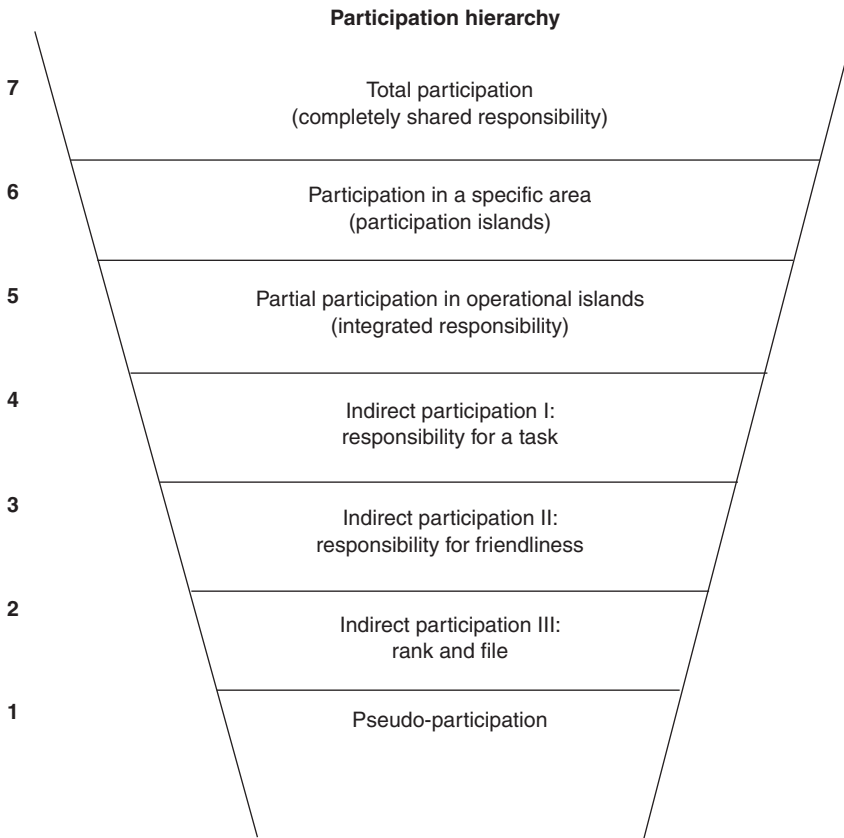 Participation hierarchy
7
Total participation
(completely shared responsibility)
6
Participation in a specific area
(participation islands)
5
Partial participation in operational islands
(integrated responsibility)
4
Indirect participation I:
responsibility for a task
3
Indirect participation II:
responsibility for friendliness
2
Indirect participation III:
rank and file
1
Pseudo-participation